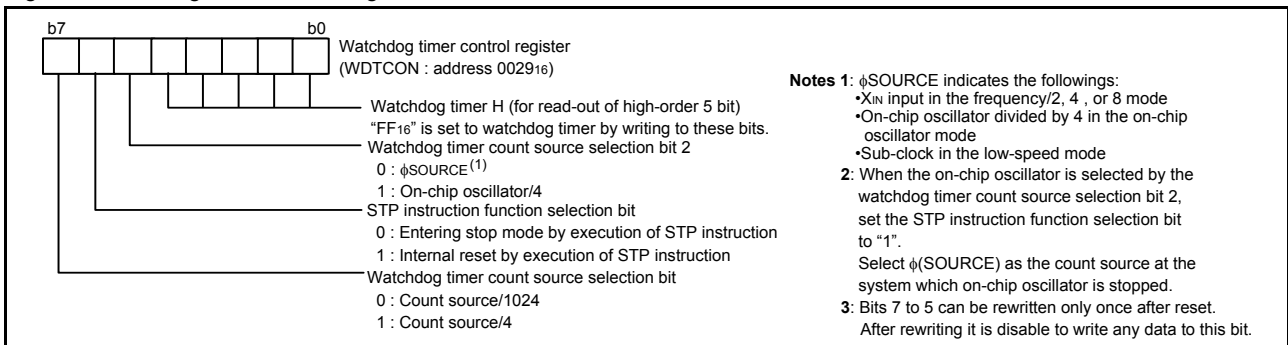 b7 b0
Watchdog timer control register
(WDTCON : address 002916)
Watchdog timer H (for read-out of high-order 5 bit)
“FF16” is set to watchdog timer by writing to these bits.
Watchdog timer count source selection bit 2
0 : ϕSOURCE(1)
1 : On-chip oscillator/4
STP instruction function selection bit
0 : Entering stop mode by execution of STP instruction
1 : Internal reset by execution of STP instruction
Watchdog timer count source selection bit
0 : Count source/1024
1 : Count source/4
Notes 1: ϕSOURCE indicates the followings:
•XIN input in the frequency/2, 4 , or 8 mode
•On-chip oscillator divided by 4 in the on-chip
oscillator mode
•Sub-clock in the low-speed mode
2: When the on-chip oscillator is selected by the
watchdog timer count source selection bit 2,
set the STP instruction function selection bit
to “1”.
Select ϕ(SOURCE) as the count source at the
system which on-chip oscillator is stopped.
3: Bits 7 to 5 can be rewritten only once after reset.
After rewriting it is disable to write any data to this bit.